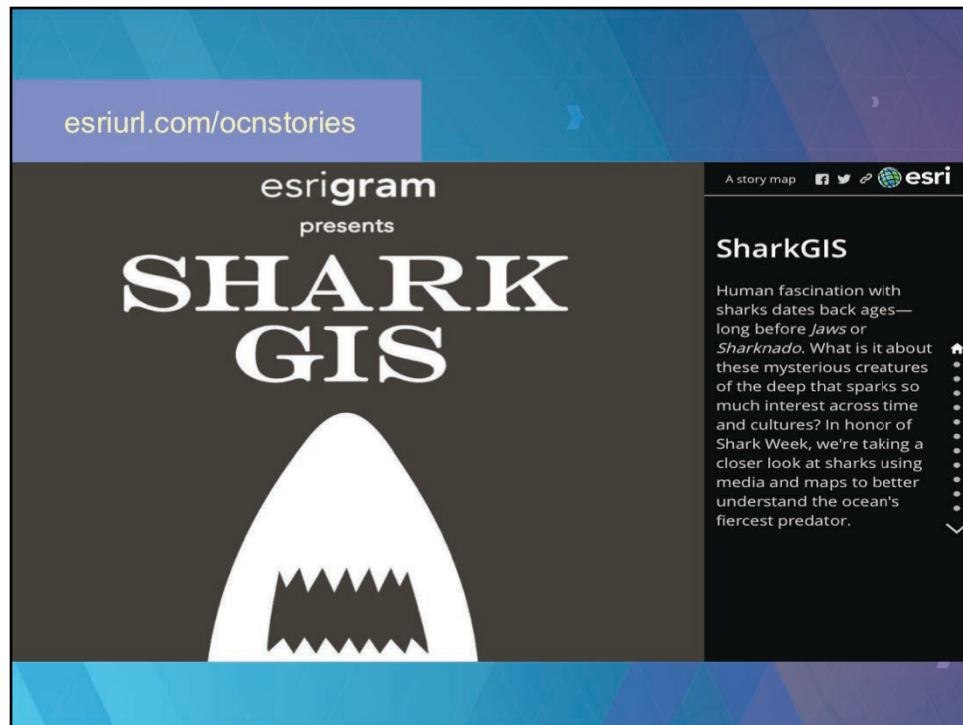 esriurl.com/ocnstories
esrigram
presents
SHARK
GIS
A story map
esri
SharkGIS
Human fascination with
sharks dates back ages—
long before Jaws or
Sharknado. What is it about
these mysterious creatures
of the deep that sparks so
much interest across time
and cultures? In honor of
Shark Week, we're taking a
closer look at sharks using
media and maps to better
understand the ocean's
fiercest predator.